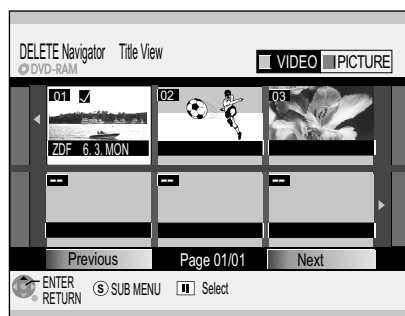 DELETE Navigator Title View
DVD-RAM
VIDEO PICTURE
01 02 03
ZDF 6. 3. MON
-- -- --
Previous Page 01/01 Next
ENTER
RETURN
S SUB MENU Select